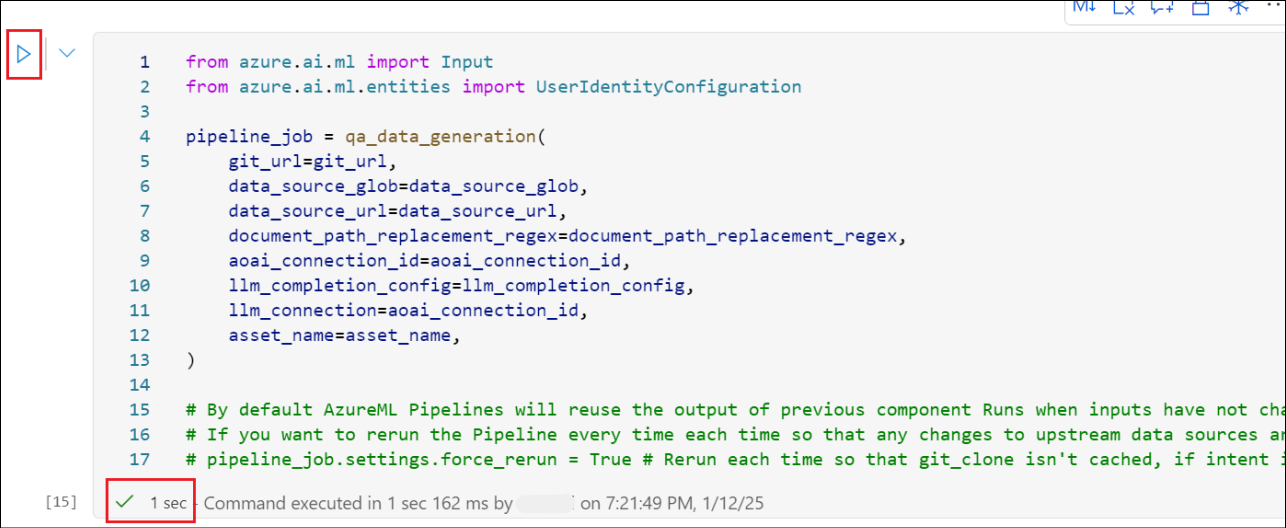 M↓
1 from azure.ai.ml import Input
2 from azure.ai.ml.entities import UserIdentityConfiguration
3
4 pipeline_job = qa_data_generation(
5     git_url=git_url,
6     data_source_glob=data_source_glob,
7     data_source_url=data_source_url,
8     document_path_replacement_regex=document_path_replacement_regex,
9     aoai_connection_id=aoai_connection_id,
10     llm_completion_config=llm_completion_config,
11     llm_connection=aoai_connection_id,
12     asset_name=asset_name,
13 )
14
15 # By default AzureML Pipelines will reuse the output of previous component Runs when inputs have not cha
16 # If you want to rerun the Pipeline every time each time so that any changes to upstream data sources ar
17 # pipeline_job.settings.force_rerun = True # Rerun each time so that git_clone isn't cached, if intent i
[15] 1 sec - Command executed in 1 sec 162 ms by on 7:21:49 PM, 1/12/25